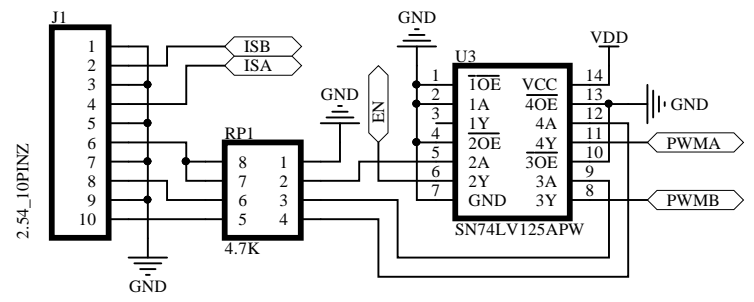 J1
2.54_10PINZ
1
2
3
4
5
6
7
8
9
10
ISB
ISA
GND
GND
RP1
8
7
6
5
1
2
3
4
4.7K
GND
EN
U3
1
2
3
4
5
6
7
1OE
1A
1Y
2OE
2A
2Y
GND
VCC
4OE
4A
4Y
3OE
3A
3Y
14
13
12
11
10
9
8
SN74LV125APW
VDD
GND
PWMA
PWMB